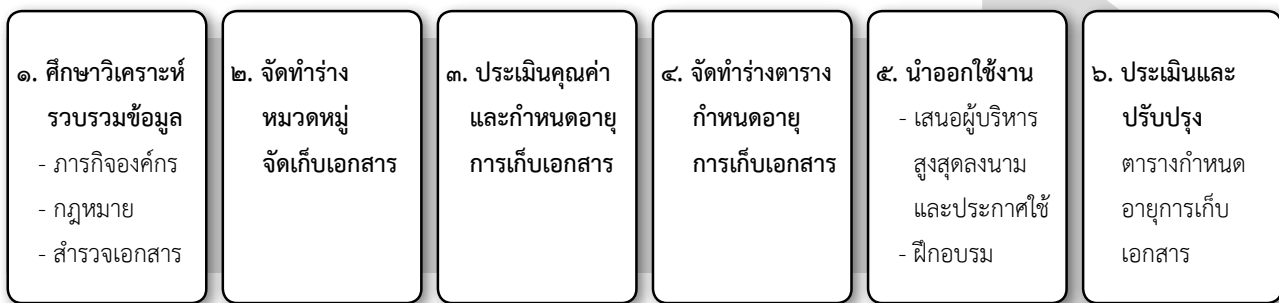 ๑. ศึกษาวิเคราะห์
รวบรวมข้อมูล
- ภารกิจองค์กร
- กฎหมาย
- สำรวจเอกสาร
๒. จัดทำร่าง
หมวดหมู่
จัดเก็บเอกสาร
๓. ประเมินคุณค่า
และกำหนดอายุ
การเก็บเอกสาร
๔. จัดทำร่างตาราง
กำหนดอายุ
การเก็บเอกสาร
๕. นำออกใช้งาน
- เสนอผู้บริหาร
สูงสุดลงนาม
และประกาศใช้
- ฝึกอบรม
๖. ประเมินและ
ปรับปรุง
ตารางกำหนด
อายุการเก็บ
เอกสาร